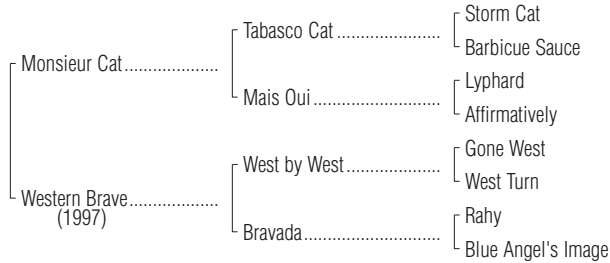 Storm Cat
Tabasco Cat ......................
Barbicue Sauce
Monsieur Cat....................
Lyphard
Mais Oui ...........................
Affirmatively
Gone West
West by West....................
West Turn
Western Brave...................
(1997)
Rahy
Bravada .............................
Blue Angel's Image